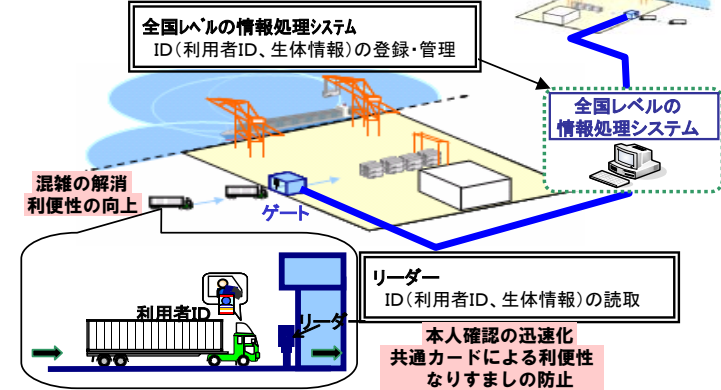 全国レベルの情報処理システム
ID（利用者ID、生体情報）の登録・管理
全国レベルの
情報処理システム
混雑の解消
利便性の向上
ゲート
リーダー
ID（利用者ID、生体情報）の読取
利用者ID
リーダー
本人確認の迅速化
共通カードによる利便性
なりすましの防止